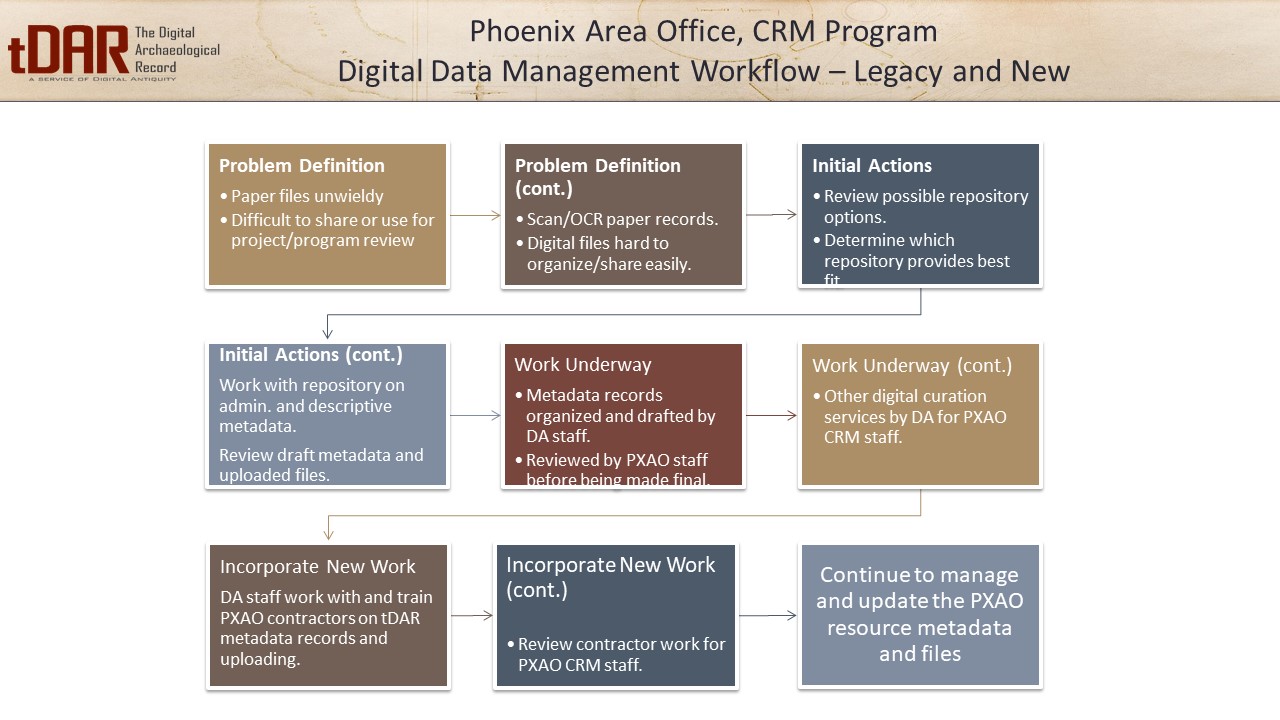 tDAR
The Digital
Archaeological
Record
A SERVICE OF DIGITAL ANTIQUITY
Phoenix Area Office, CRM Program
Digital Data Management Workflow – Legacy and New
Problem Definition
• Paper files unwieldy
• Difficult to share or use for
project/program review
Problem Definition
(cont.)
• Scan/OCR paper records.
• Digital files hard to
organize/share easily.
Initial Actions
• Review possible repository
options.
• Determine which
repository provides best
fit
Initial Actions (cont.)
Work with repository on
admin. and descriptive
metadata.
Review draft metadata and
uploaded files.
Work Underway
• Metadata records
organized and drafted by
DA staff.
• Reviewed by PXAO staff
before being made final.
Work Underway (cont.)
• Other digital curation
services by DA for PXAO
CRM staff.
Incorporate New Work
DA staff work with and train
PXAO contractors on tDAR
metadata records and
uploading.
Incorporate New Work
(cont.)
• Review contractor work for
PXAO CRM staff.
Continue to manage
and update the PXAO
resource metadata
and files